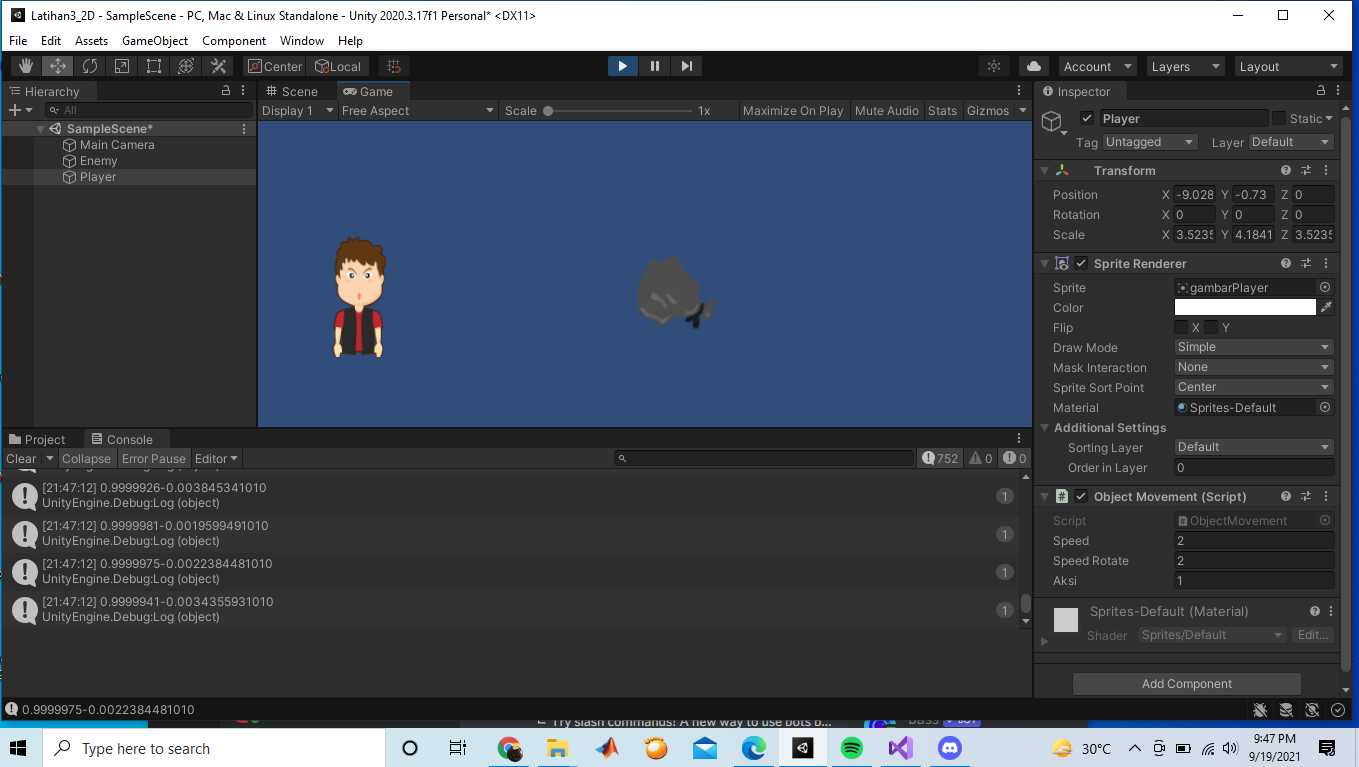 Latihan3_2D - SampleScene - PC, Mac & Linux Standalone - Unity 2020.3.17f1 Personal* <DX11>
File Edit Assets GameObject Component Window Help
Center Local Account Layers Layout
Hierarchy
All
SampleScene*
Main Camera
Enemy
Player
Scene Game
Display 1 Free Aspect Scale 1x Maximize On Play Mute Audio Stats Gizmos
Project Console
Clear Collapse Error Pause Editor 752 0 0
UnityEngine.Debug:Log (object)
[21:47:12] 0.9999926-0.003845341010
UnityEngine.Debug:Log (object)
1
[21:47:12] 0.9999981-0.0019599491010
UnityEngine.Debug:Log (object)
1
[21:47:12] 0.9999975-0.0022384481010
UnityEngine.Debug:Log (object)
1
[21:47:12] 0.9999941-0.0034355931010
UnityEngine.Debug:Log (object)
1
0.9999975-0.0022384481010
Inspector
Player Static
Tag Untagged Layer Default
Transform
Position X -9.028 Y -0.73 Z 0
Rotation X 0 Y 0 Z 0
Scale X 3.5235 Y 4.1841 Z 3.5235
Sprite Renderer
Sprite gambarPlayer
Color
Flip X Y
Draw Mode Simple
Mask Interaction None
Sprite Sort Point Center
Material Sprites-Default
Additional Settings
Sorting Layer Default
Order in Layer 0
Object Movement (Script)
Script ObjectMovement
Speed 2
Speed Rotate 2
Aksi 1
Sprites-Default (Material)
Shader Sprites/Default Edit...
Add Component
Try slash commands! A new way to use bots b...
Bass BOT
Type here to search
30°C
9:47 PM
9/19/2021